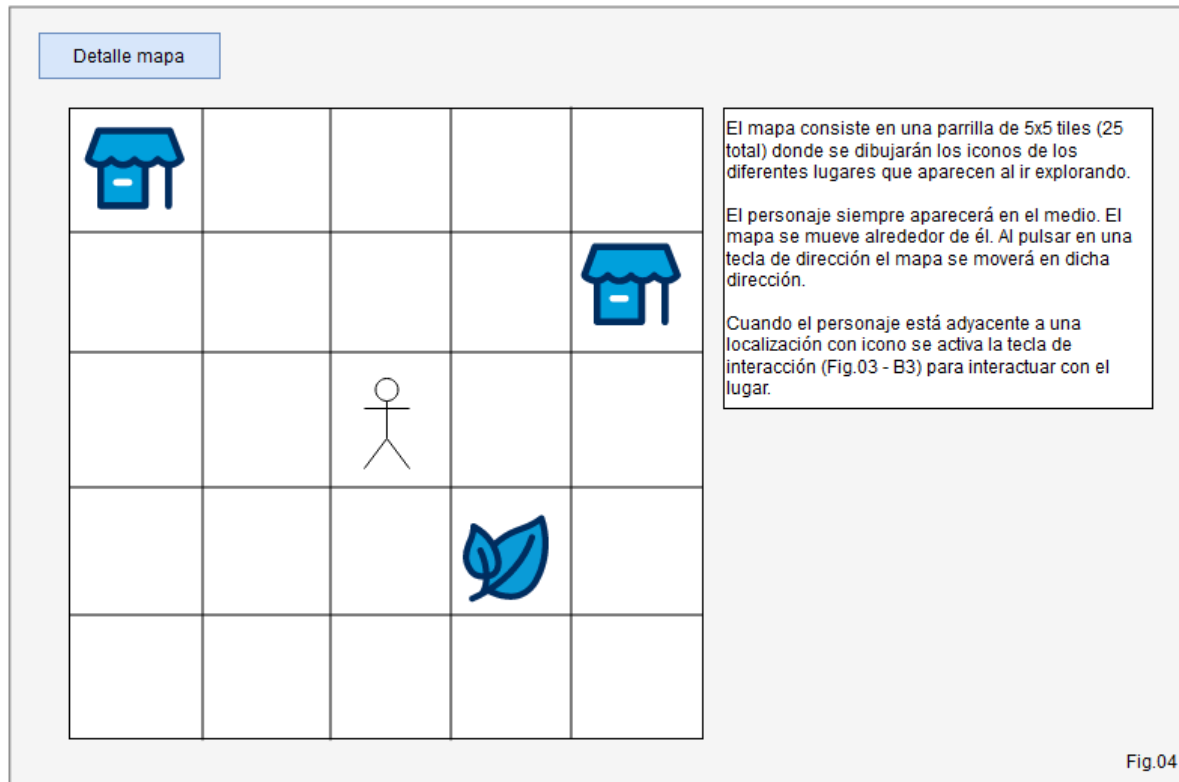 Detalle mapa
El mapa consiste en una parrilla de 5x5 tiles (25
total) donde se dibujarán los iconos de los
diferentes lugares que aparecen al ir explorando.
El personaje siempre aparecerá en el medio. El
mapa se mueve alrededor de él. Al pulsar en una
tecla de dirección el mapa se moverá en dicha
dirección.
Cuando el personaje está adyacente a una
localización con icono se activa la tecla de
interacción (Fig.03 - B3) para interactuar con el
lugar.
Fig.04